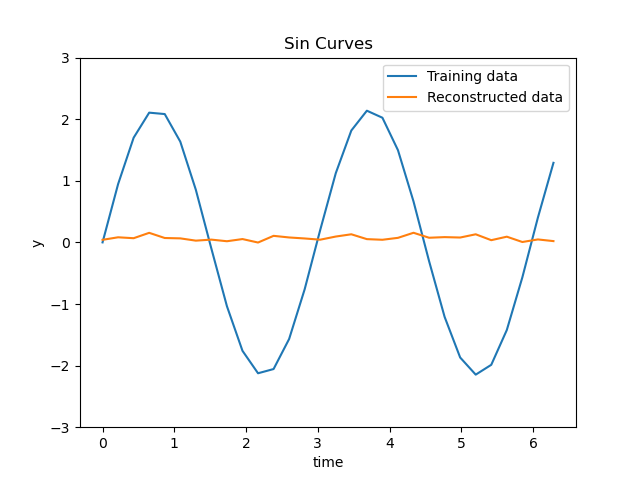 Sin Curves
Training data
Reconstructed data
y
3
2
1
0
−1
−2
−3
0 1 2 3 4 5 6
time